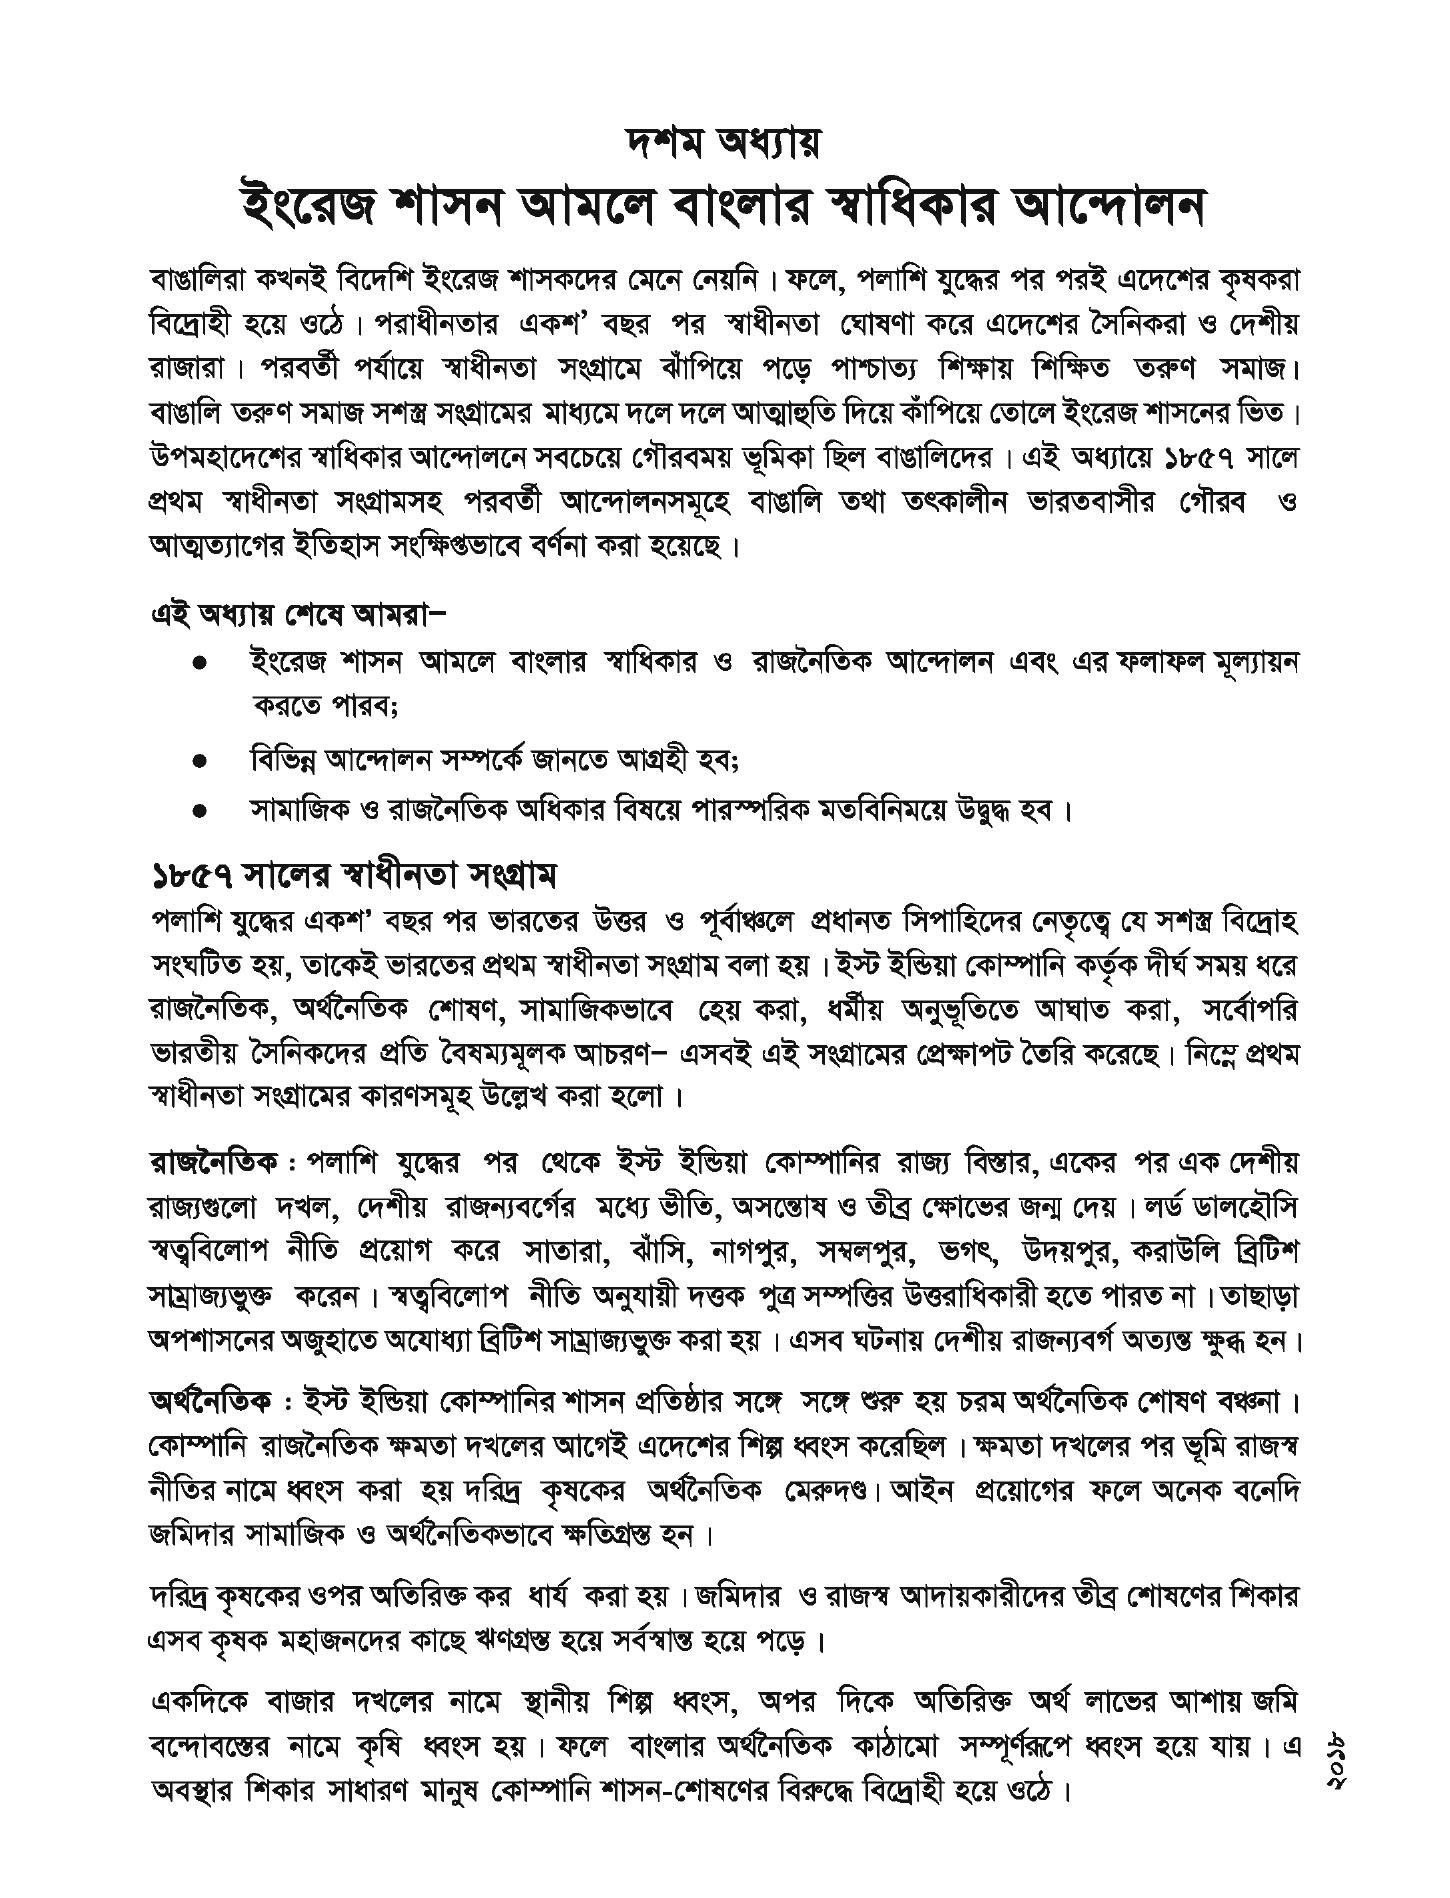 দশম অধ্যায়
ইংরেজ শাসন আমলে বাংলার স্বাধিকার আন্দোলন
বাঙালিরা কখনই বিদেশি ইংরেজ শাসকদের মেনে নেয়নি। ফলে, পলাশি যুদ্ধের পর পরই এদেশের কৃষকরা
বিদ্রোহী হয়ে ওঠে। পরাধীনতার একশ’ বছর পর স্বাধীনতা ঘোষণা করে এদেশের সৈনিকরা ও দেশীয়
রাজারা। পরবর্তী পর্যায়ে স্বাধীনতা সংগ্রামে ঝাঁপিয়ে পড়ে পাশ্চাত্য শিক্ষায় শিক্ষিত তরুণ সমাজ।
বাঙালি তরুণ সমাজ সশস্ত্র সংগ্রামের মাধ্যমে দলে দলে আত্মাহুতি দিয়ে কাঁপিয়ে তোলে ইংরেজ শাসনের ভিত।
উপমহাদেশের স্বাধিকার আন্দোলনে সবচেয়ে গৌরবময় ভূমিকা ছিল বাঙালিদের। এই অধ্যায়ে ১৮৫৭ সালে
প্রথম স্বাধীনতা সংগ্রামসহ পরবর্তী আন্দোলনসমূহে বাঙালি তথা তৎকালীন ভারতবাসীর গৌরব ও
আত্মত্যাগের ইতিহাস সংক্ষিপ্তভাবে বর্ণনা করা হয়েছে।
এই অধ্যায় শেষে আমরা–
● ইংরেজ শাসন আমলে বাংলার স্বাধিকার ও রাজনৈতিক আন্দোলন এবং এর ফলাফল মূল্যায়ন
করতে পারব;
● বিভিন্ন আন্দোলন সম্পর্কে জানতে আগ্রহী হব;
● সামাজিক ও রাজনৈতিক অধিকার বিষয়ে পারস্পরিক মতবিনিময়ে উদ্বুদ্ধ হব।
১৮৫৭ সালের স্বাধীনতা সংগ্রাম
পলাশি যুদ্ধের একশ’ বছর পর ভারতের উত্তর ও পূর্বাঞ্চলে প্রধানত সিপাহিদের নেতৃত্বে যে সশস্ত্র বিদ্রোহ
সংঘটিত হয়, তাকেই ভারতের প্রথম স্বাধীনতা সংগ্রাম বলা হয়। ইস্ট ইন্ডিয়া কোম্পানি কর্তৃক দীর্ঘ সময় ধরে
রাজনৈতিক, অর্থনৈতিক শোষণ, সামাজিকভাবে হেয় করা, ধর্মীয় অনুভূতিতে আঘাত করা, সর্বোপরি
ভারতীয় সৈনিকদের প্রতি বৈষম্যমূলক আচরণ– এসবই এই সংগ্রামের প্রেক্ষাপট তৈরি করেছে। নিম্নে প্রথম
স্বাধীনতা সংগ্রামের কারণসমূহ উল্লেখ করা হলো।
রাজনৈতিক : পলাশি যুদ্ধের পর থেকে ইস্ট ইন্ডিয়া কোম্পানির রাজ্য বিস্তার, একের পর এক দেশীয়
রাজ্যগুলো দখল, দেশীয় রাজন্যবর্গের মধ্যে ভীতি, অসন্তোষ ও তীব্র ক্ষোভের জন্ম দেয়। লর্ড ডালহৌসি
স্বত্ববিলোপ নীতি প্রয়োগ করে সাতারা, ঝাঁসি, নাগপুর, সম্বলপুর, ভগৎ, উদয়পুর, করাউলি ব্রিটিশ
সাম্রাজ্যভুক্ত করেন। স্বত্ববিলোপ নীতি অনুযায়ী দত্তক পুত্র সম্পত্তির উত্তরাধিকারী হতে পারত না। তাছাড়া
অপশাসনের অজুহাতে অযোধ্যা ব্রিটিশ সাম্রাজ্যভুক্ত করা হয়। এসব ঘটনায় দেশীয় রাজন্যবর্গ অত্যন্ত ক্ষুব্ধ হন।
অর্থনৈতিক : ইস্ট ইন্ডিয়া কোম্পানির শাসন প্রতিষ্ঠার সঙ্গে সঙ্গে শুরু হয় চরম অর্থনৈতিক শোষণ বঞ্চনা।
কোম্পানি রাজনৈতিক ক্ষমতা দখলের আগেই এদেশের শিল্প ধ্বংস করেছিল। ক্ষমতা দখলের পর ভূমি রাজস্ব
নীতির নামে ধ্বংস করা হয় দরিদ্র কৃষকের অর্থনৈতিক মেরুদণ্ড। আইন প্রয়োগের ফলে অনেক বনেদি
জমিদার সামাজিক ও অর্থনৈতিকভাবে ক্ষতিগ্রস্ত হন।
দরিদ্র কৃষকের ওপর অতিরিক্ত কর ধার্য করা হয়। জমিদার ও রাজস্ব আদায়কারীদের তীব্র শোষণের শিকার
এসব কৃষক মহাজনদের কাছে ঋণগ্রস্ত হয়ে সর্বস্বান্ত হয়ে পড়ে।
একদিকে বাজার দখলের নামে স্থানীয় শিল্প ধ্বংস, অপর দিকে অতিরিক্ত অর্থ লাভের আশায় জমি
বন্দোবস্তের নামে কৃষি ধ্বংস হয়। ফলে বাংলার অর্থনৈতিক কাঠামো সম্পূর্ণরূপে ধ্বংস হয়ে যায়। এ
অবস্থার শিকার সাধারণ মানুষ কোম্পানি শাসন-শোষণের বিরুদ্ধে বিদ্রোহী হয়ে ওঠে।
২০১৮